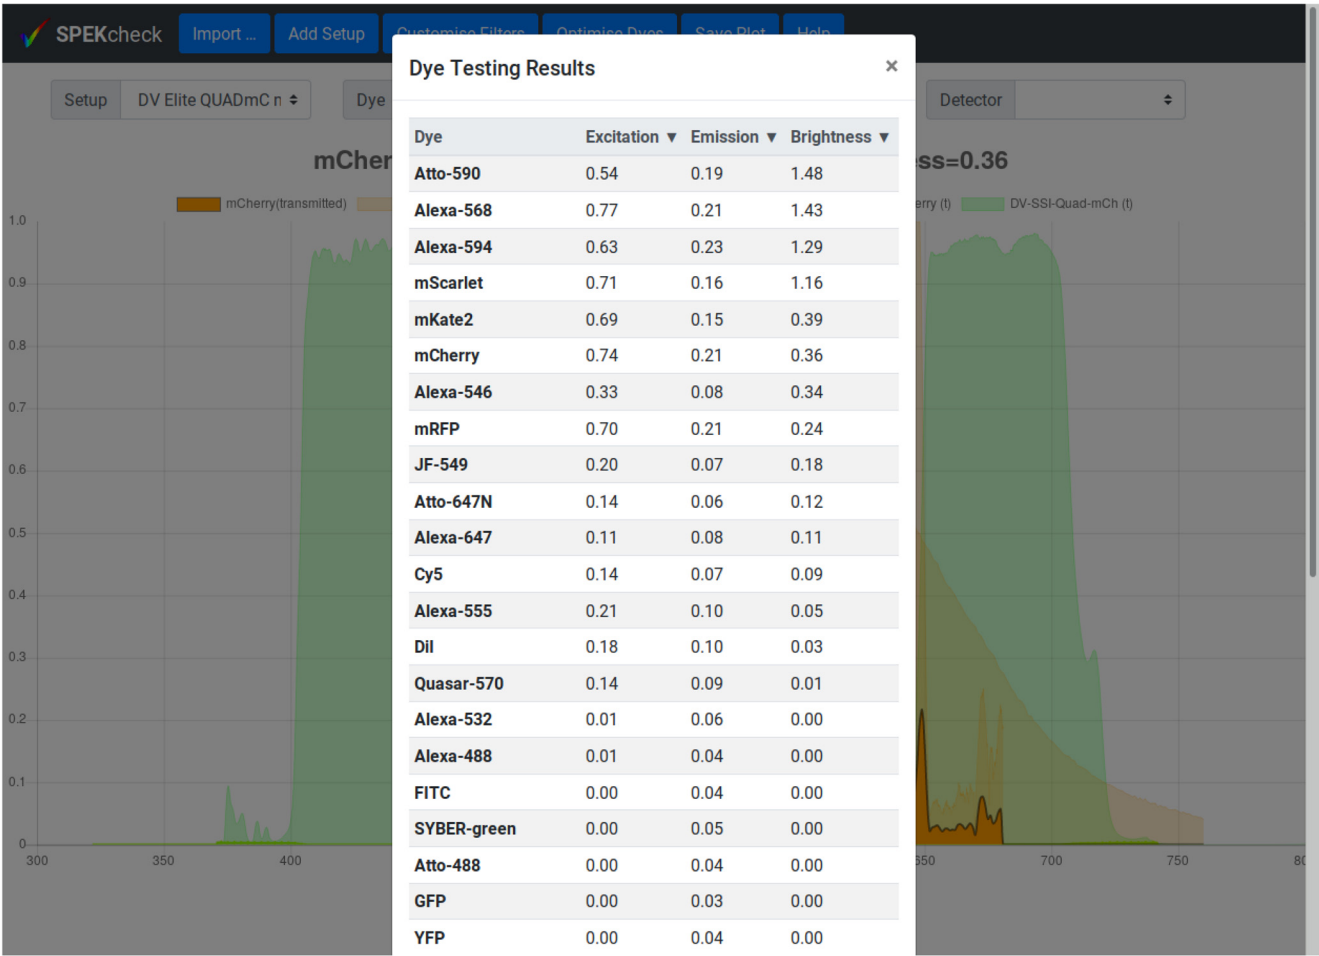 SPEKcheck Import ... Add Setup Customise Filters Optimise Dyes Save Plot Help
Dye Testing Results ×
Setup DV Elite QUADmC n Dye Detector
mCher ss=0.36
mCherry(transmitted) erry (t) DV-SSI-Quad-mCh (t)
Dye Excitation ▼ Emission ▼ Brightness ▼
Atto-590 0.54 0.19 1.48
Alexa-568 0.77 0.21 1.43
Alexa-594 0.63 0.23 1.29
mScarlet 0.71 0.16 1.16
mKate2 0.69 0.15 0.39
mCherry 0.74 0.21 0.36
Alexa-546 0.33 0.08 0.34
mRFP 0.70 0.21 0.24
JF-549 0.20 0.07 0.18
Atto-647N 0.14 0.06 0.12
Alexa-647 0.11 0.08 0.11
Cy5 0.14 0.07 0.09
Alexa-555 0.21 0.10 0.05
DiI 0.18 0.10 0.03
Quasar-570 0.14 0.09 0.01
Alexa-532 0.01 0.06 0.00
Alexa-488 0.01 0.04 0.00
FITC 0.00 0.04 0.00
SYBER-green 0.00 0.05 0.00
Atto-488 0.00 0.04 0.00
GFP 0.00 0.03 0.00
YFP 0.00 0.04 0.00
1.0
0.9
0.8
0.7
0.6
0.5
0.4
0.3
0.2
0.1
0
300 350 400 550 700 750 80